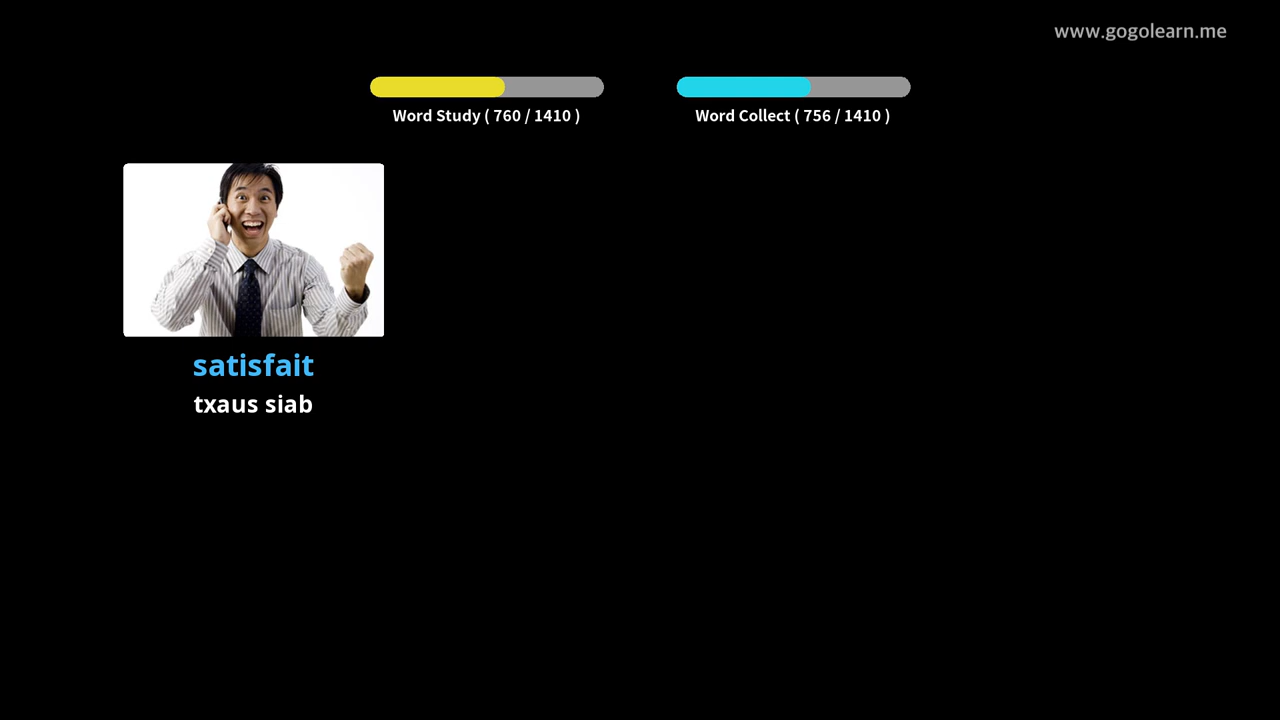 www.gogolearn.me
Word Study ( 760 / 1410 )
Word Collect ( 756 / 1410 )
satisfait
txaus siab